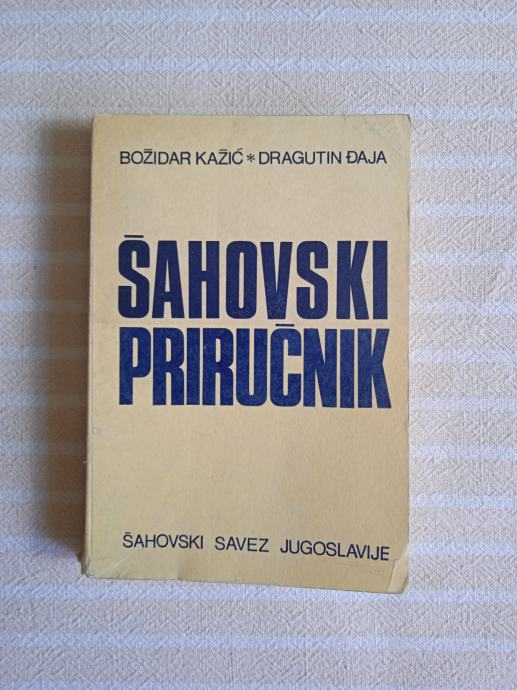 BOŽIDAR KAŽIĆ * DRAGUTIN ĐAJA
ŠAHOVSKI
PRIRUČNIK
ŠAHOVSKI SAVEZ JUGOSLAVIJE